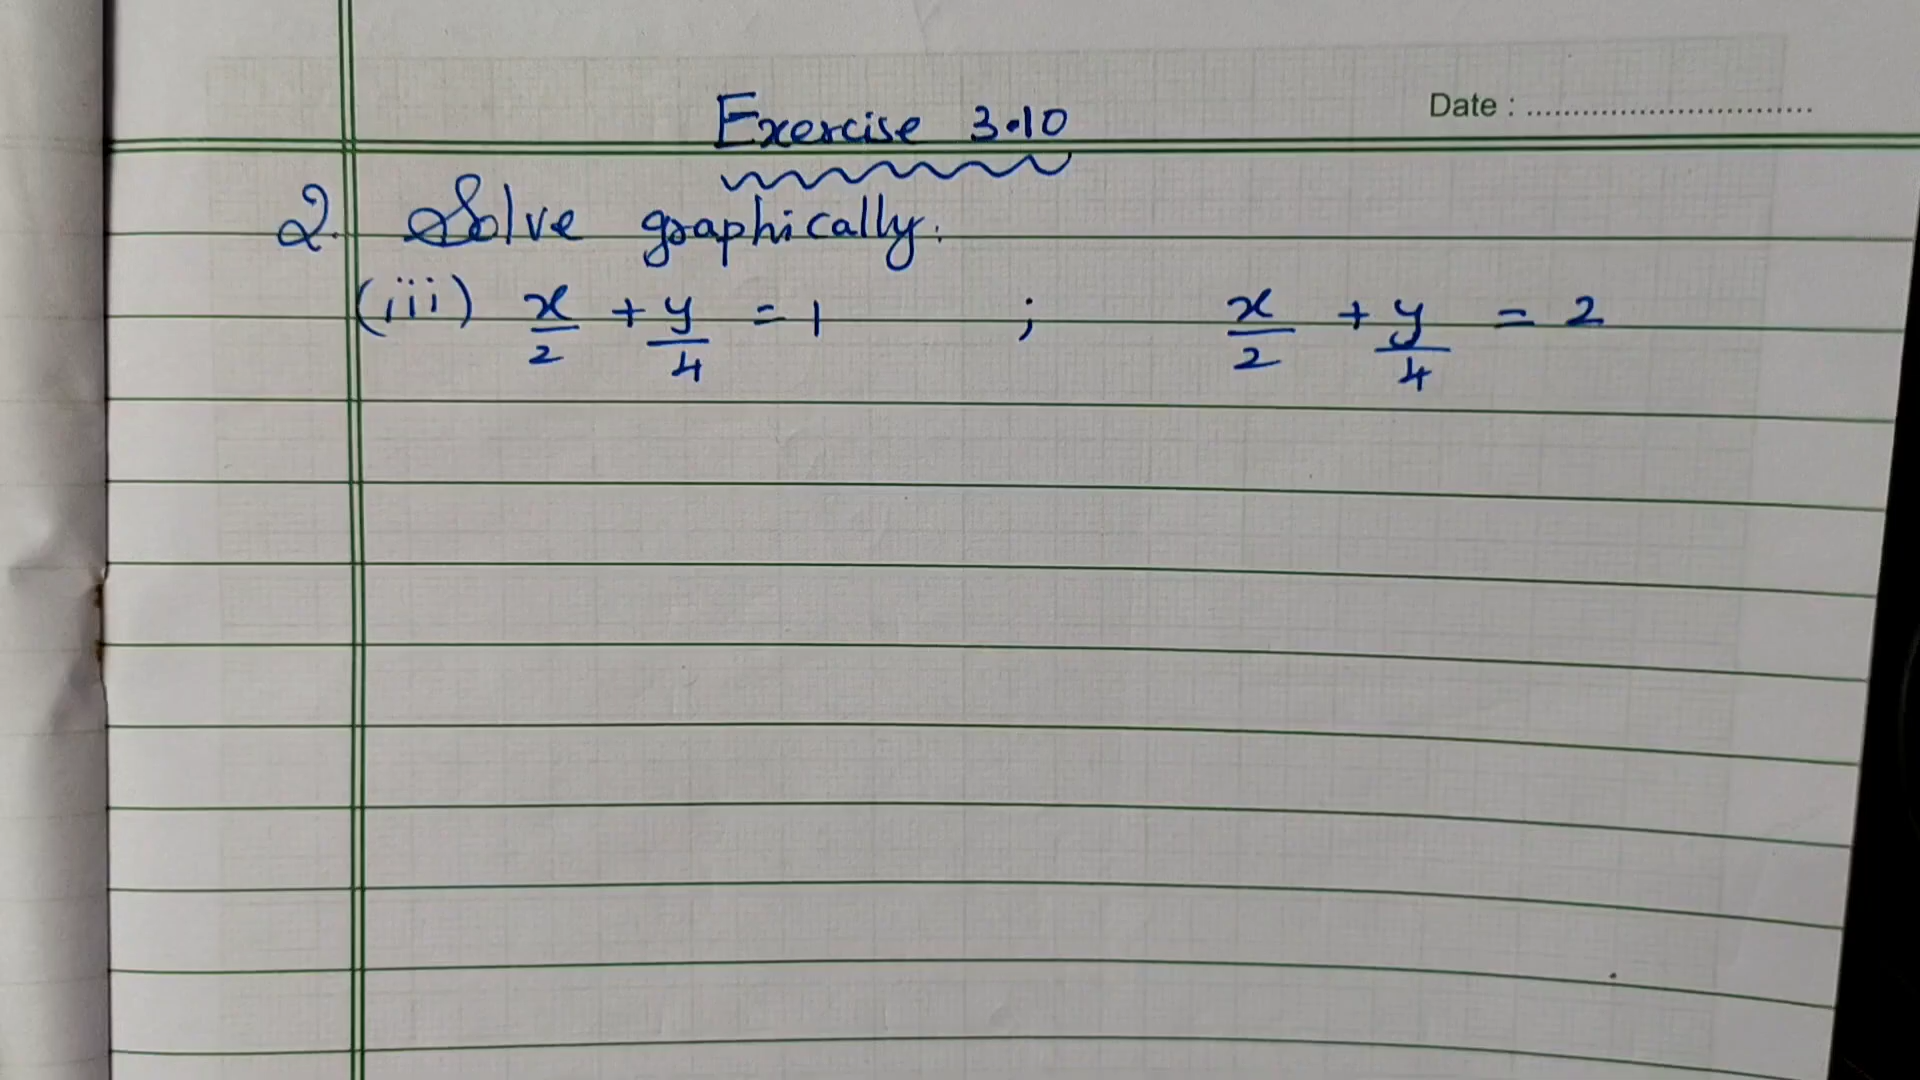 Exercise 3.10
Date : ................................
2. Solve graphically.
(iii) x/2 + y/4 = 1 ; x/2 + y/4 = 2